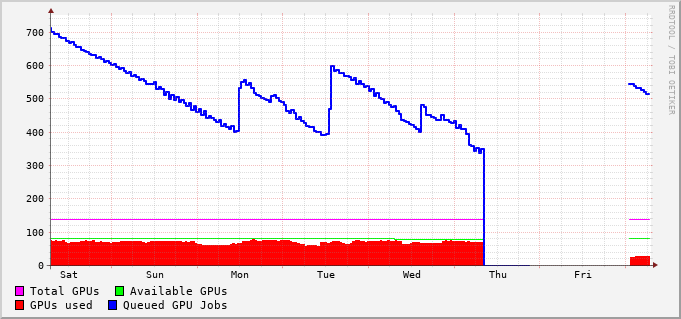 RRDTOOL / TOBI OETIKER
700
600
500
400
300
200
100
0
Sat Sun Mon Tue Wed Thu Fri
Total GPUs Available GPUs
GPUs used Queued GPU Jobs